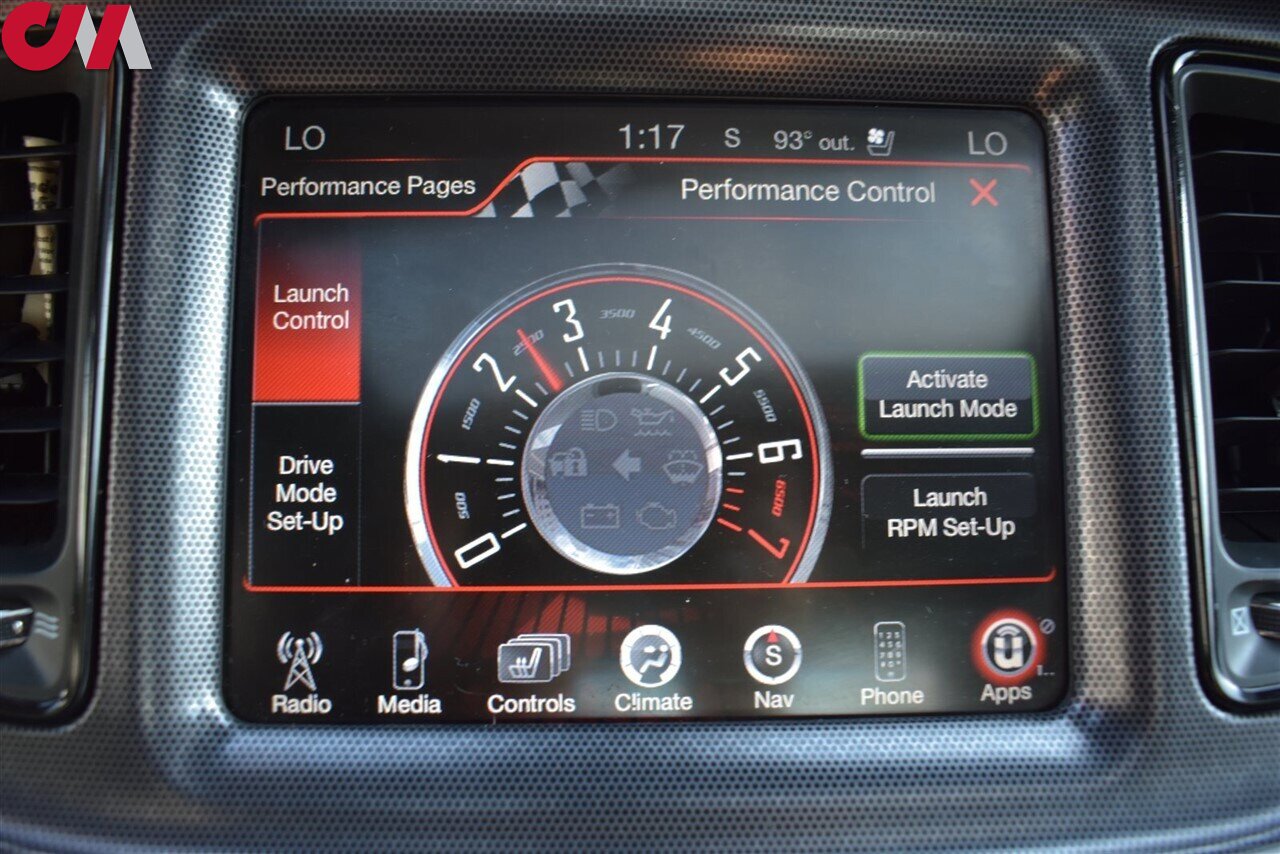 CM
LO 1:17 S 93° out. LO
Performance Pages
Performance Control X
Launch
Control
Drive
Mode
Set-Up
0 500 1 1500 2 2500 3 3500 4 4500 5 5500 6 6500 7
Activate
Launch Mode
Launch
RPM Set-Up
S
Radio Media Controls Climate Nav Phone Apps